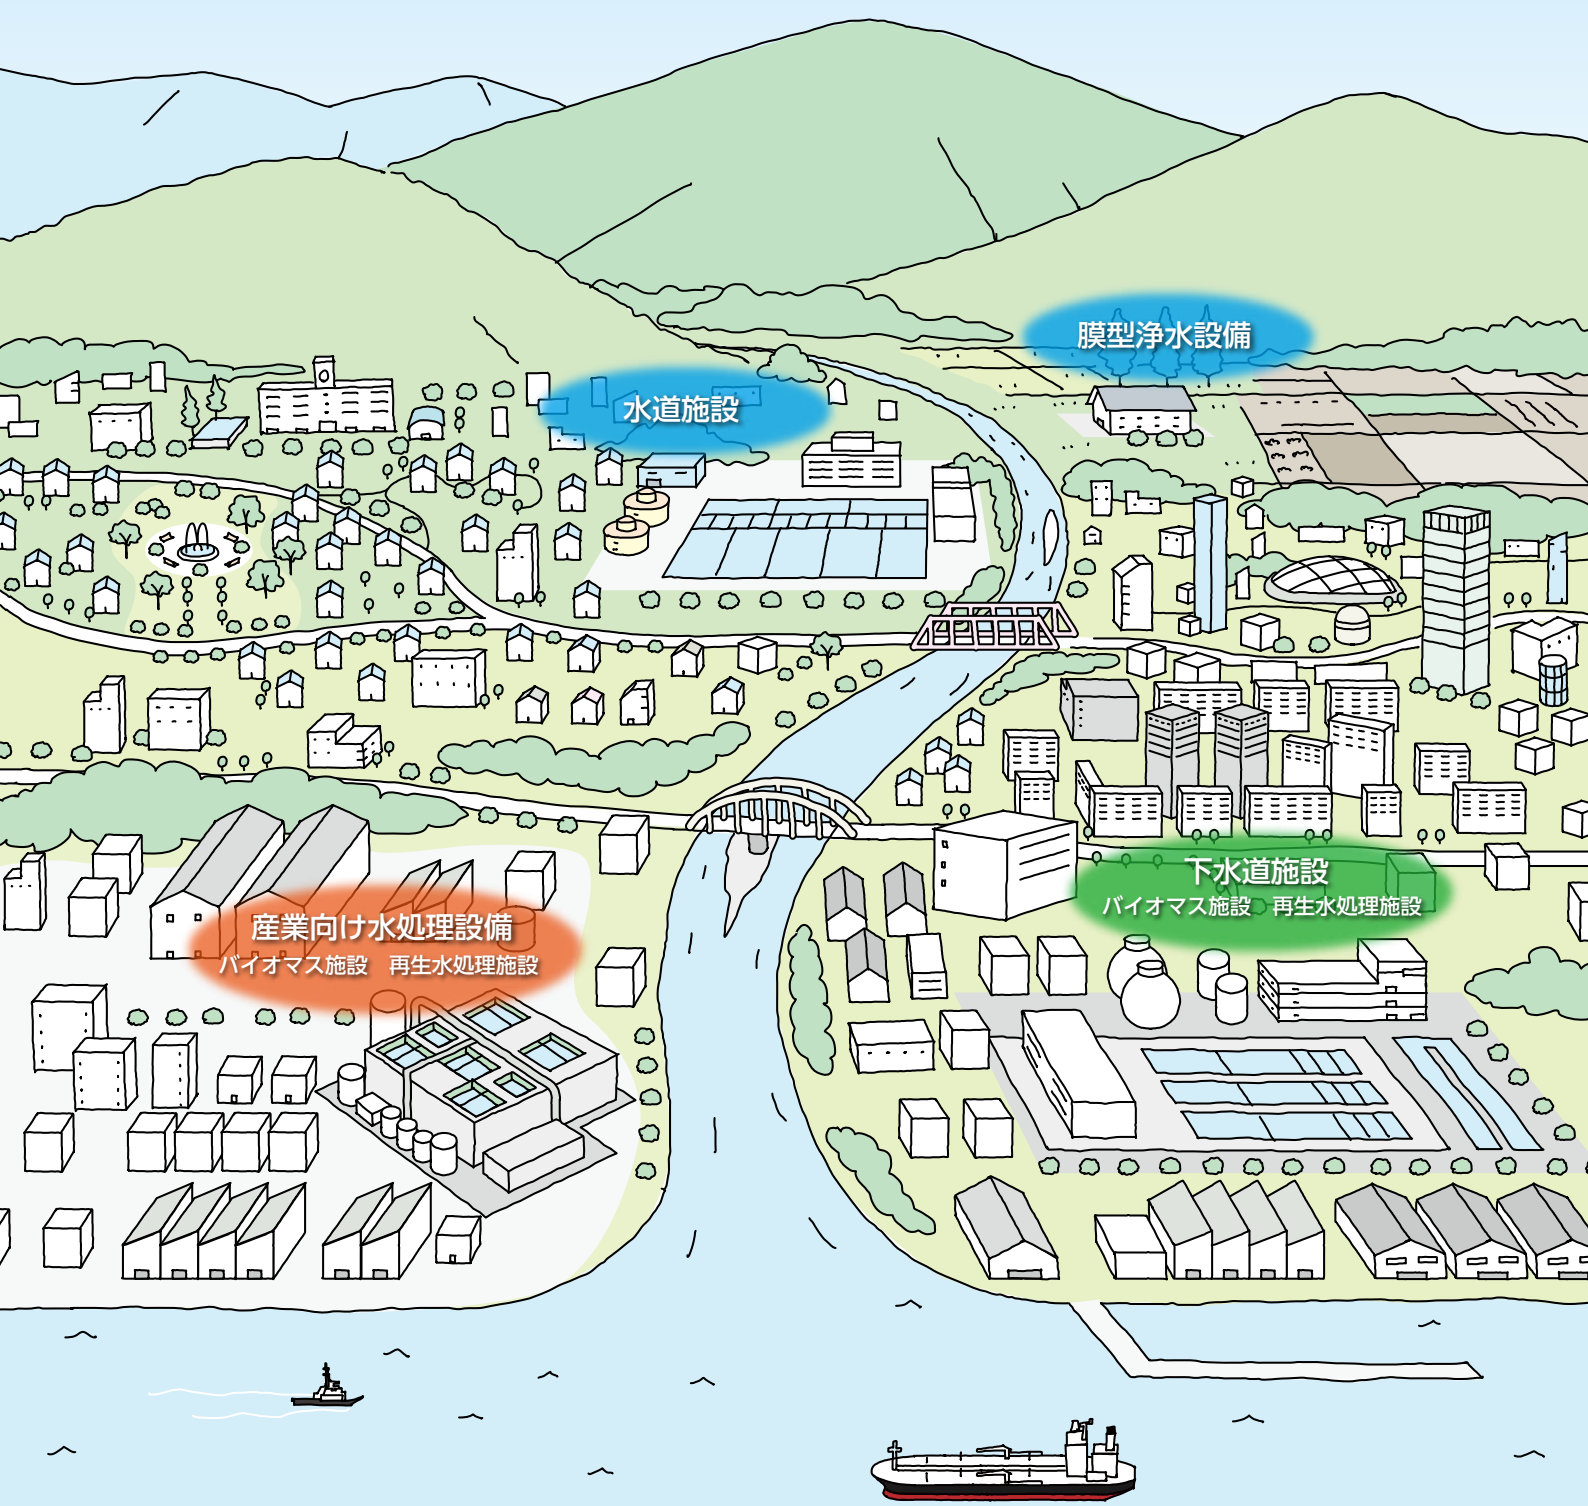 膜型浄水設備
水道施設
下水道施設
バイオマス施設　再生水処理施設
産業向け水処理設備
バイオマス施設　再生水処理施設